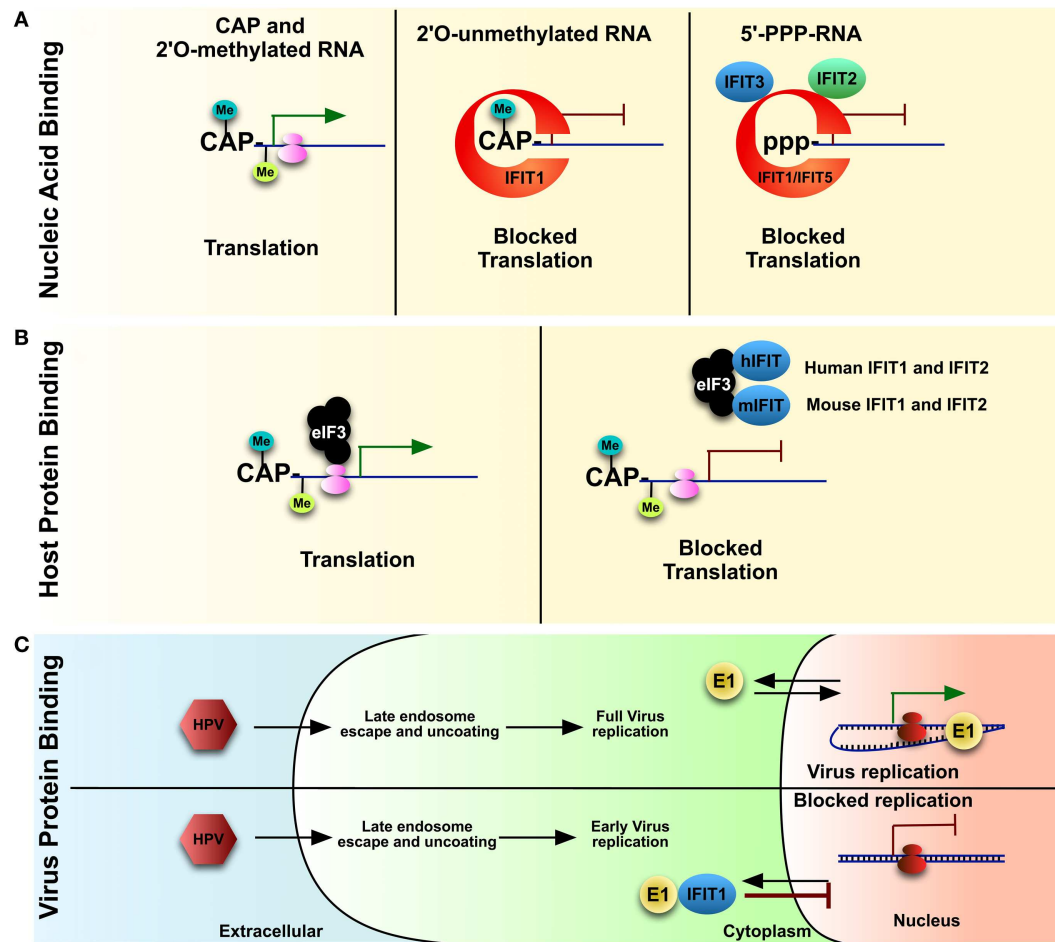 A
Nucleic Acid Binding
CAP and
2'O-methylated RNA
Me
CAP-
Me
Translation
2'O-unmethylated RNA
Me
CAP-
IFIT1
Blocked
Translation
5'-PPP-RNA
IFIT3
IFIT2
ppp-
IFIT1/IFIT5
Blocked
Translation
B
Host Protein Binding
eIF3
Me
CAP-
Me
Translation
hIFIT
eIF3
mIFIT
Human IFIT1 and IFIT2
Mouse IFIT1 and IFIT2
Me
CAP-
Me
Blocked
Translation
C
Virus Protein Binding
HPV
Late endosome
escape and uncoating
Full Virus
replication
E1
E1
Virus replication
Blocked replication
HPV
Late endosome
escape and uncoating
Early Virus
replication
E1
IFIT1
Extracellular
Cytoplasm
Nucleus